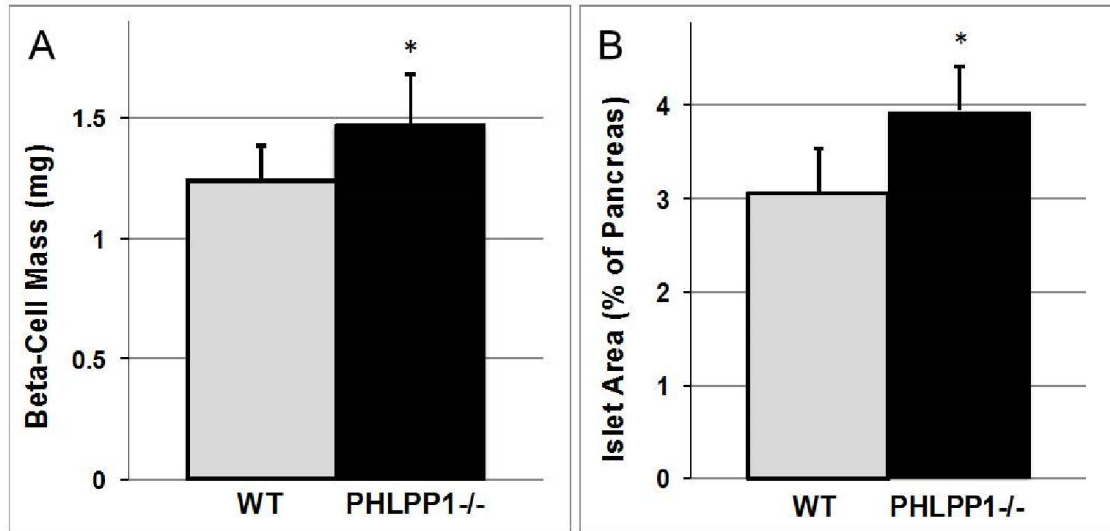 A
*
Beta-Cell Mass (mg)
1.5
1
0.5
0
WT PHLPP1-/-
B
*
Islet Area (% of Pancreas)
4
3
2
1
0
WT PHLPP1-/-